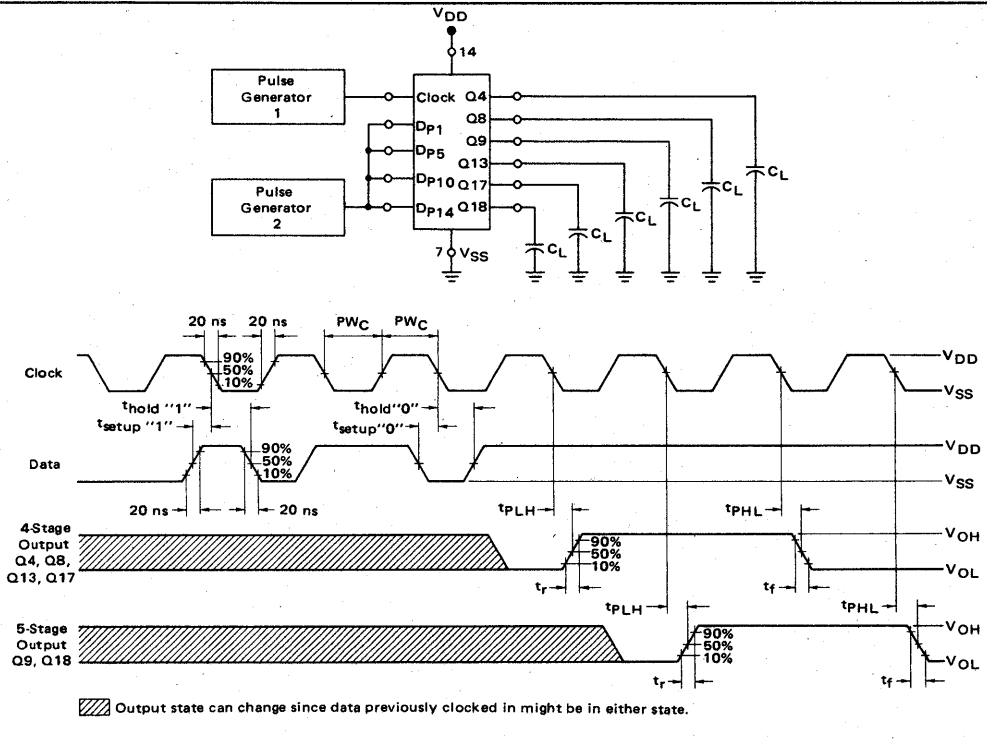 VDD
14
Pulse Generator 1
Clock Q4
DP1 Q8
DP5 Q9
DP10 Q13
DP14 Q17
Q18
Pulse Generator 2
7 VSS
CL
CL
CL
CL
CL
CL
20 ns 20 ns PWC PWC
Clock
90%
50%
10%
VDD
VSS
thold "1" thold"0"
tsetup "1" tsetup"0"
Data
90%
50%
10%
VDD
VSS
20 ns 20 ns
tPLH tPHL
4-Stage
Output
Q4, Q8,
Q13, Q17
90%
50%
10%
VOH
VOL
tr tf
tPLH tPHL
5-Stage
Output
Q9, Q18
90%
50%
10%
VOH
VOL
tr tf
Output state can change since data previously clocked in might be in either state.